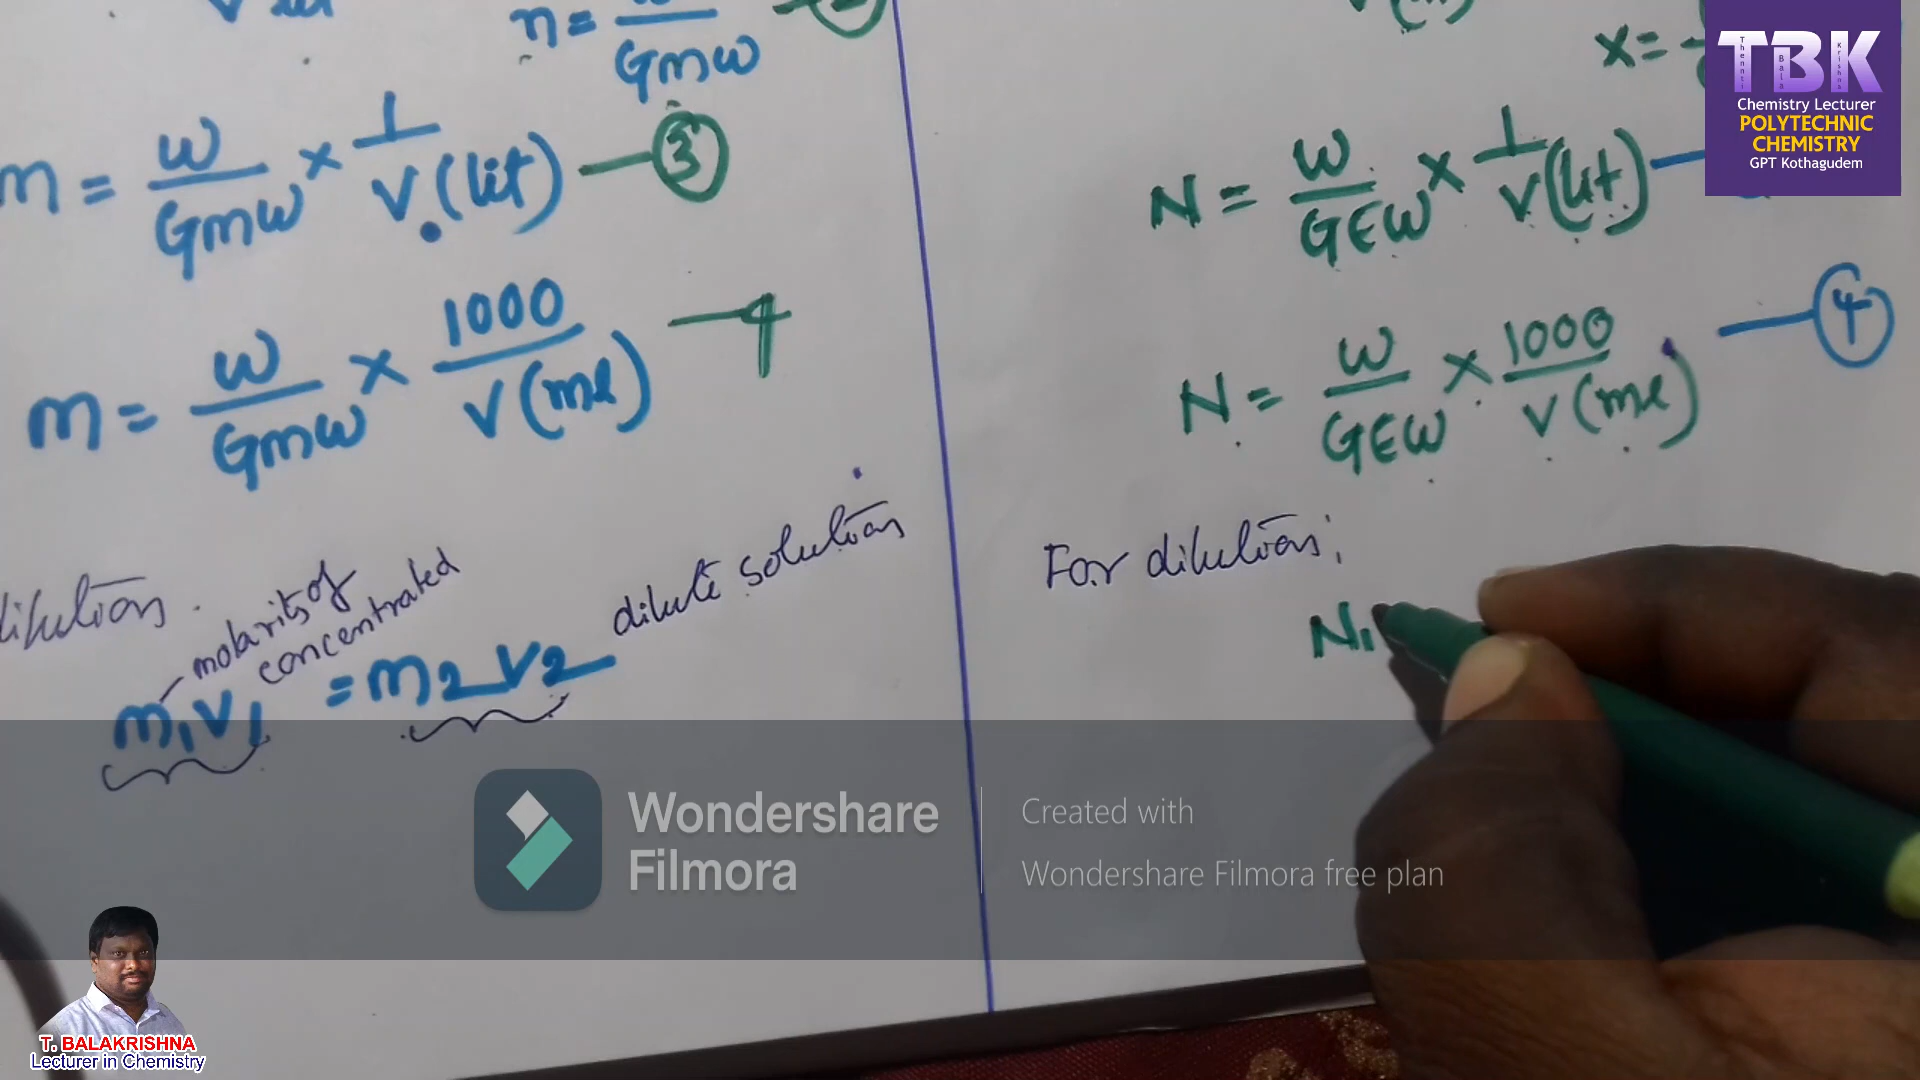 n = w/GMW
m = w/GMW × 1/V(lit) — 3
m = w/GMW × 1000/V(ml) — 4
dilution.
molarity of
concentrated
dilute solution
m₁V₁ = m₂V₂
x =
N = w/GEW × 1/V(lit)
N = w/GEW × 1000/V(ml) — 4
For dilution:
N₁
TBK
Chemistry Lecturer
POLYTECHNIC
CHEMISTRY
GPT Kothagudem
Wondershare
Filmora
Created with
Wondershare Filmora free plan
T. BALAKRISHNA
Lecturer in Chemistry